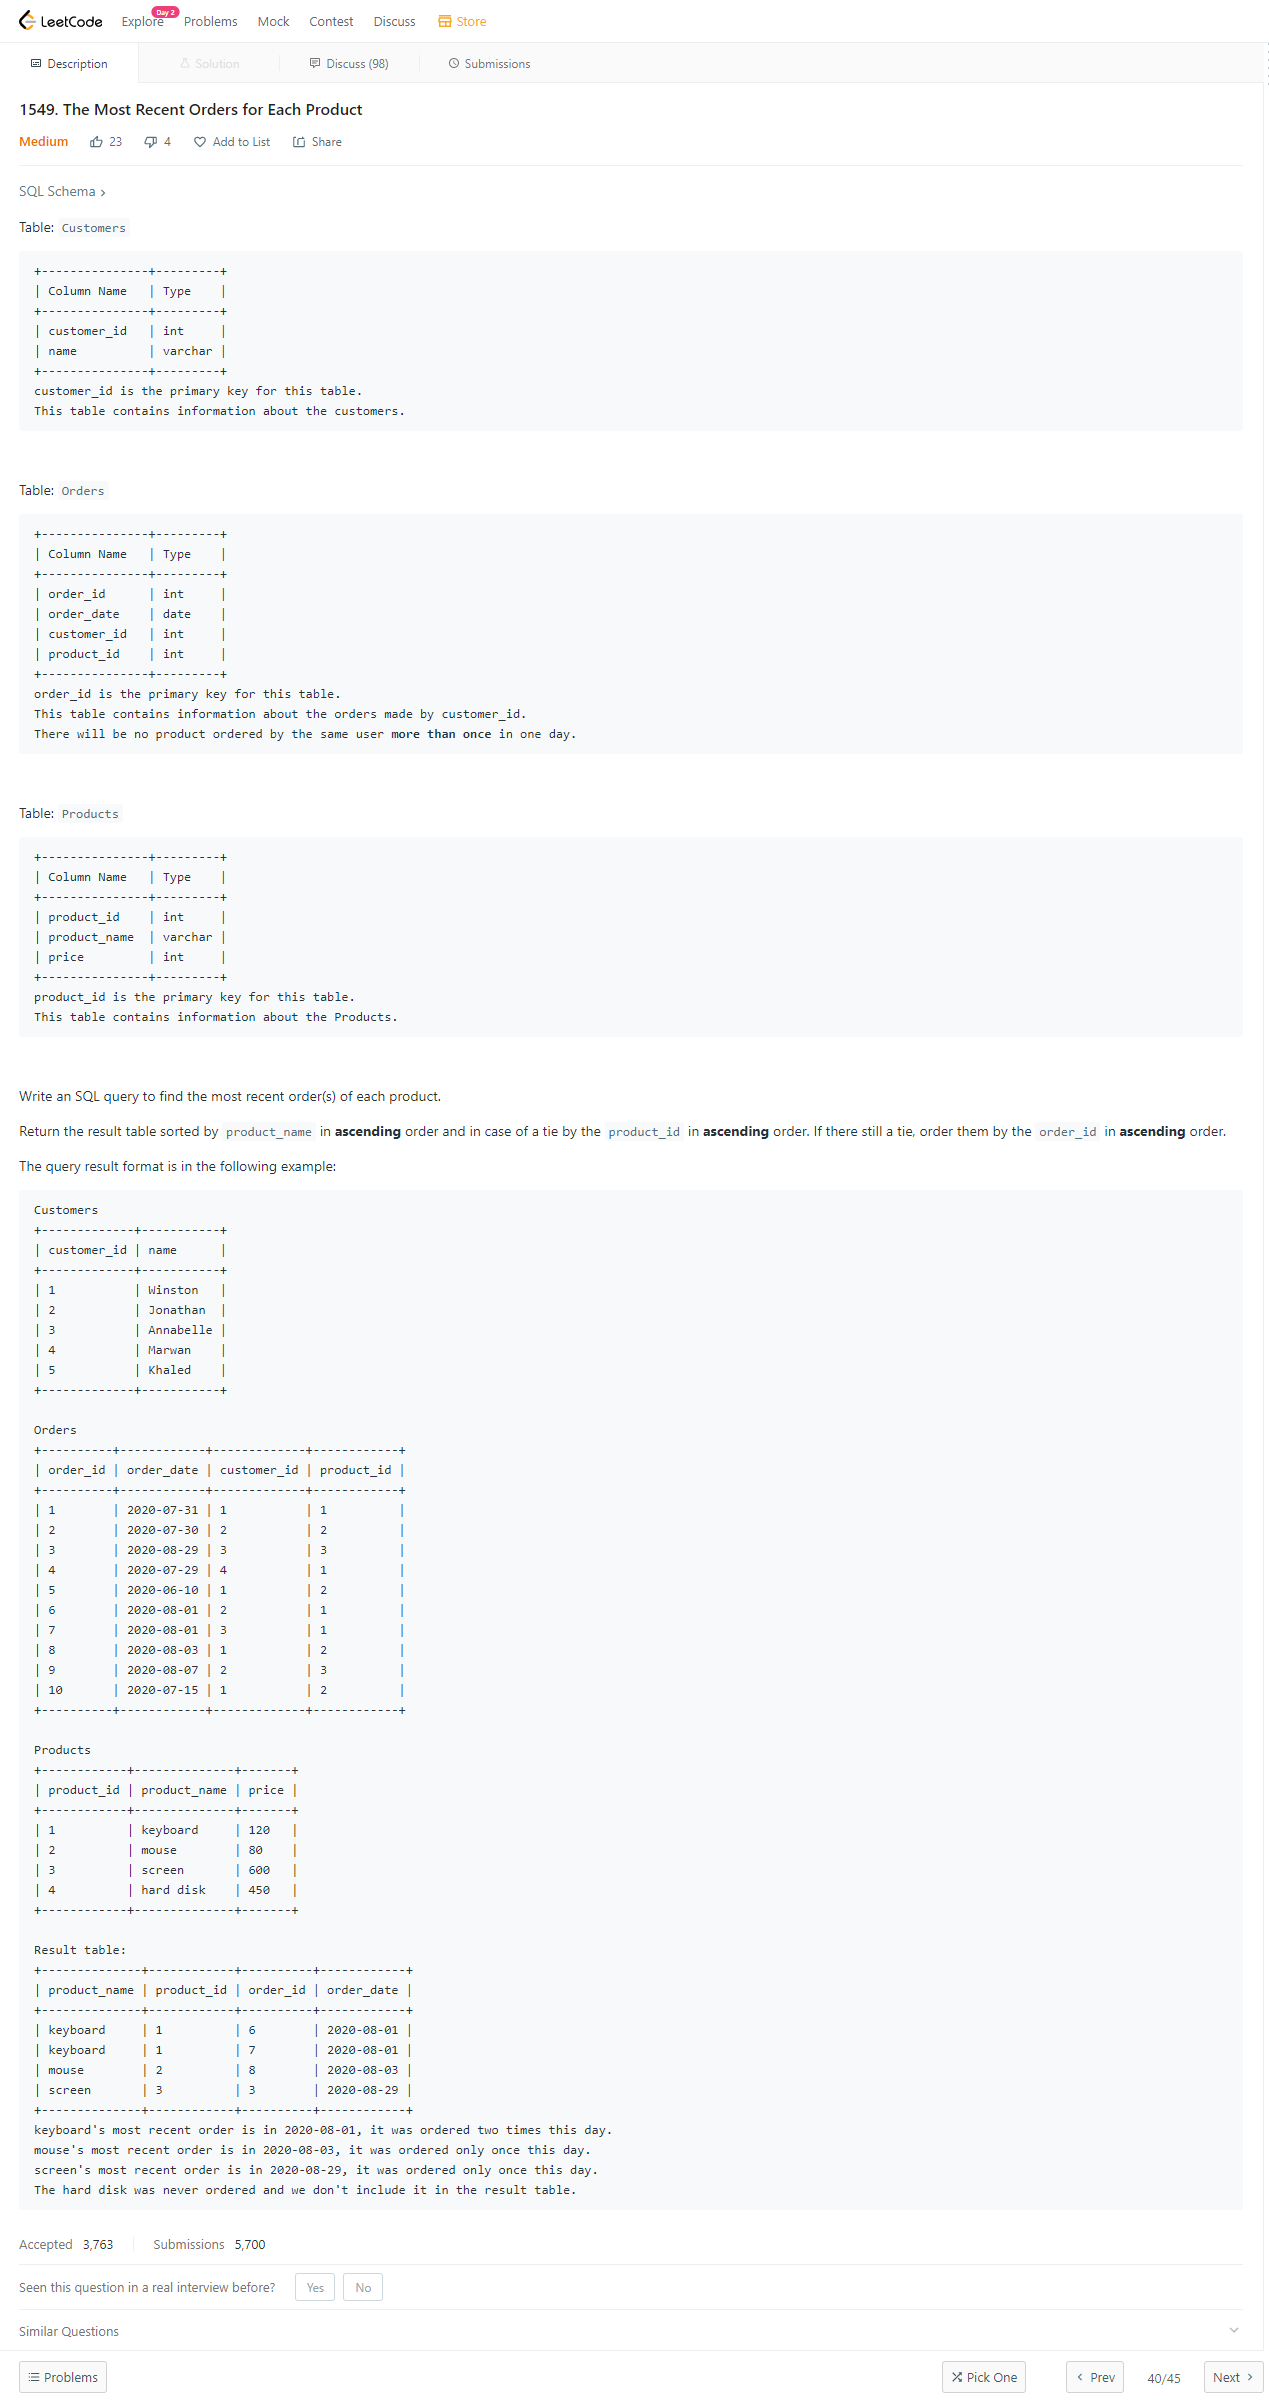 LeetCode Explore Day 2 Problems Mock Contest Discuss Store
Description Solution Discuss (98) Submissions
1549. The Most Recent Orders for Each Product
Medium 23 4 Add to List Share
SQL Schema ›
Table: Customers
+---------------+---------+
| Column Name   | Type    |
+---------------+---------+
| customer_id   | int     |
| name          | varchar |
+---------------+---------+
customer_id is the primary key for this table.
This table contains information about the customers.
Table: Orders
+---------------+---------+
| Column Name   | Type    |
+---------------+---------+
| order_id      | int     |
| order_date    | date    |
| customer_id   | int     |
| product_id    | int     |
+---------------+---------+
order_id is the primary key for this table.
This table contains information about the orders made by customer_id.
There will be no product ordered by the same user more than once in one day.
Table: Products
+---------------+---------+
| Column Name   | Type    |
+---------------+---------+
| product_id    | int     |
| product_name  | varchar |
| price         | int     |
+---------------+---------+
product_id is the primary key for this table.
This table contains information about the Products.
Write an SQL query to find the most recent order(s) of each product.
Return the result table sorted by product_name in ascending order and in case of a tie by the product_id in ascending order. If there still a tie, order them by the order_id in ascending order.
The query result format is in the following example:
Customers
+-------------+-----------+
| customer_id | name      |
+-------------+-----------+
| 1           | Winston   |
| 2           | Jonathan  |
| 3           | Annabelle |
| 4           | Marwan    |
| 5           | Khaled    |
+-------------+-----------+
Orders
+----------+------------+-------------+------------+
| order_id | order_date | customer_id | product_id |
+----------+------------+-------------+------------+
| 1        | 2020-07-31 | 1           | 1          |
| 2        | 2020-07-30 | 2           | 2          |
| 3        | 2020-08-29 | 3           | 3          |
| 4        | 2020-07-29 | 4           | 1          |
| 5        | 2020-06-10 | 1           | 2          |
| 6        | 2020-08-01 | 2           | 1          |
| 7        | 2020-08-01 | 3           | 1          |
| 8        | 2020-08-03 | 1           | 2          |
| 9        | 2020-08-07 | 2           | 3          |
| 10       | 2020-07-15 | 1           | 2          |
+----------+------------+-------------+------------+
Products
+------------+--------------+-------+
| product_id | product_name | price |
+------------+--------------+-------+
| 1          | keyboard     | 120   |
| 2          | mouse        | 80    |
| 3          | screen       | 600   |
| 4          | hard disk    | 450   |
+------------+--------------+-------+
Result table:
+--------------+------------+----------+------------+
| product_name | product_id | order_id | order_date |
+--------------+------------+----------+------------+
| keyboard     | 1          | 6        | 2020-08-01 |
| keyboard     | 1          | 7        | 2020-08-01 |
| mouse        | 2          | 8        | 2020-08-03 |
| screen       | 3          | 3        | 2020-08-29 |
+--------------+------------+----------+------------+
keyboard's most recent order is in 2020-08-01, it was ordered two times this day.
mouse's most recent order is in 2020-08-03, it was ordered only once this day.
screen's most recent order is in 2020-08-29, it was ordered only once this day.
The hard disk was never ordered and we don't include it in the result table.
Accepted 3,763 Submissions 5,700
Seen this question in a real interview before? Yes No
Similar Questions
Problems Pick One ‹ Prev 40/45 Next ›